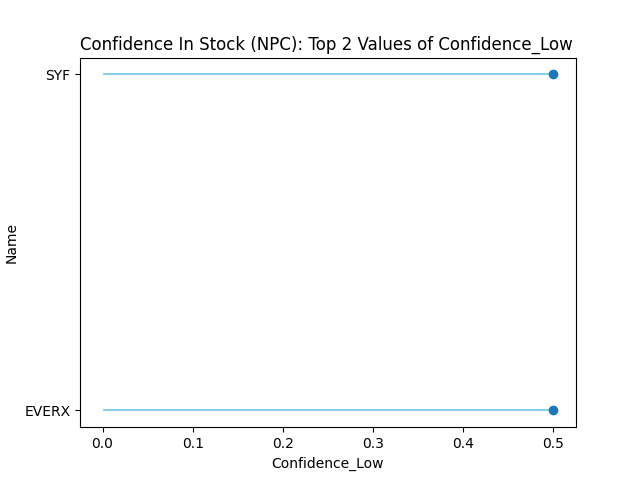 Confidence In Stock (NPC): Top 2 Values of Confidence_Low
SYF
Name
EVERX
0.0 0.1 0.2 0.3 0.4 0.5
Confidence_Low